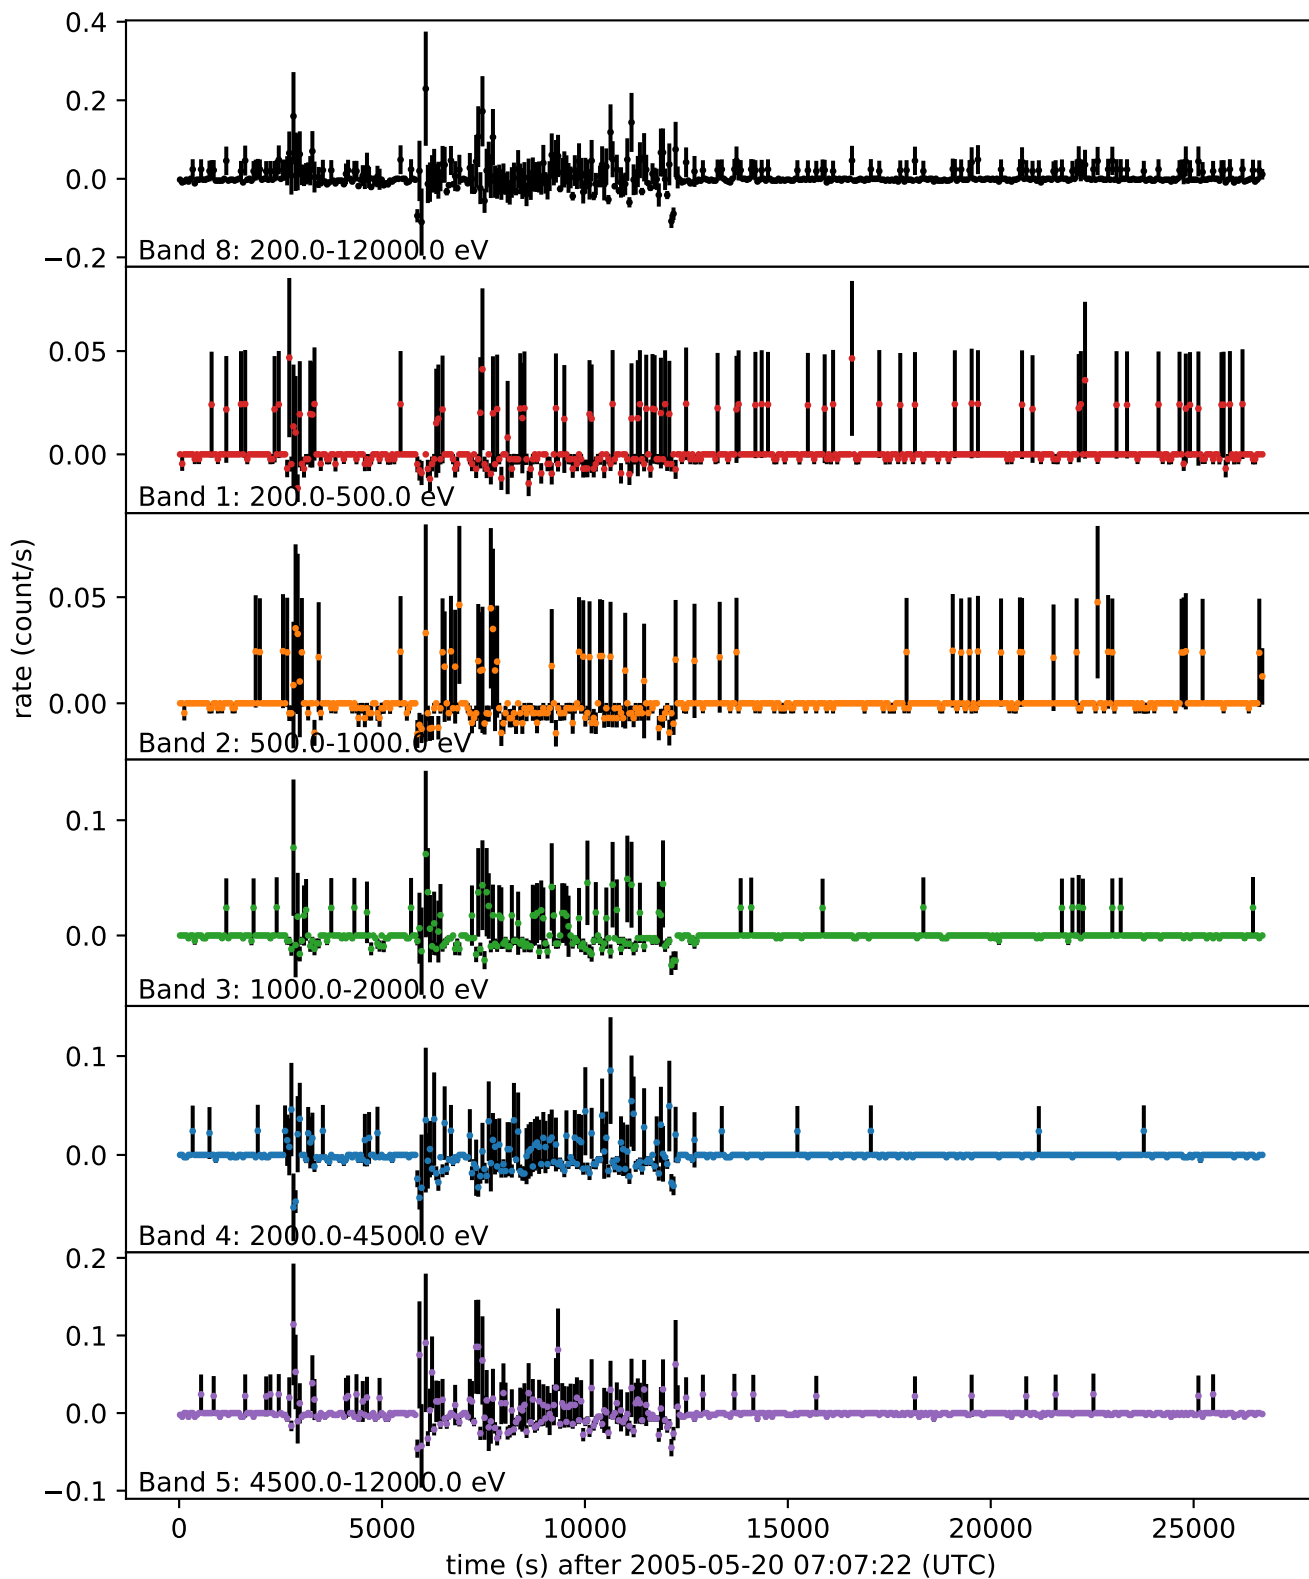 0.4
0.2
0.0
−0.2
Band 8: 200.0-12000.0 eV
0.05
0.00
Band 1: 200.0-500.0 eV
rate (count/s)
0.05
0.00
Band 2: 500.0-1000.0 eV
0.1
0.0
Band 3: 1000.0-2000.0 eV
0.1
0.0
Band 4: 2000.0-4500.0 eV
0.2
0.1
0.0
−0.1
Band 5: 4500.0-12000.0 eV
0 5000 10000 15000 20000 25000
time (s) after 2005-05-20 07:07:22 (UTC)